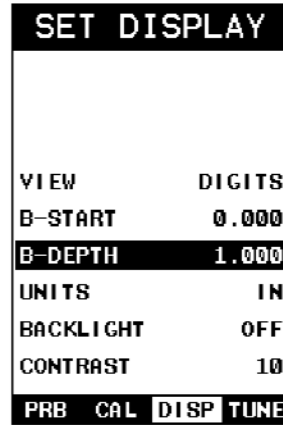 SET DISPLAY
VIEW DIGITS
B-START 0.000
B-DEPTH 1.000
UNITS IN
BACKLIGHT OFF
CONTRAST 10
PRB CAL DISP TUNE